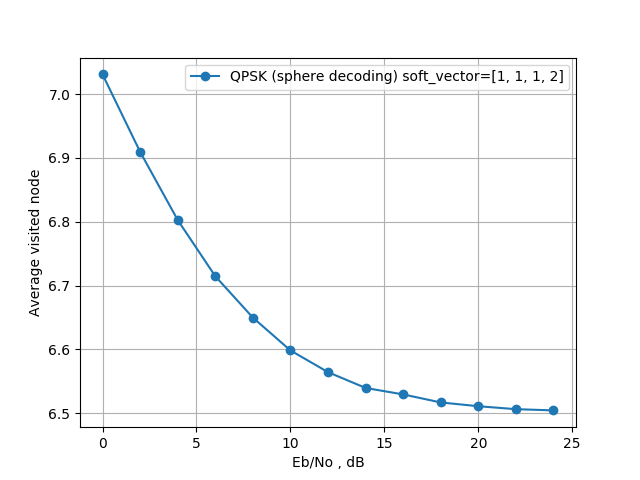 QPSK (sphere decoding) soft_vector=[1, 1, 1, 2]
7.0
6.9
6.8
6.7
6.6
6.5
Average visited node
0 5 10 15 20 25
Eb/No , dB